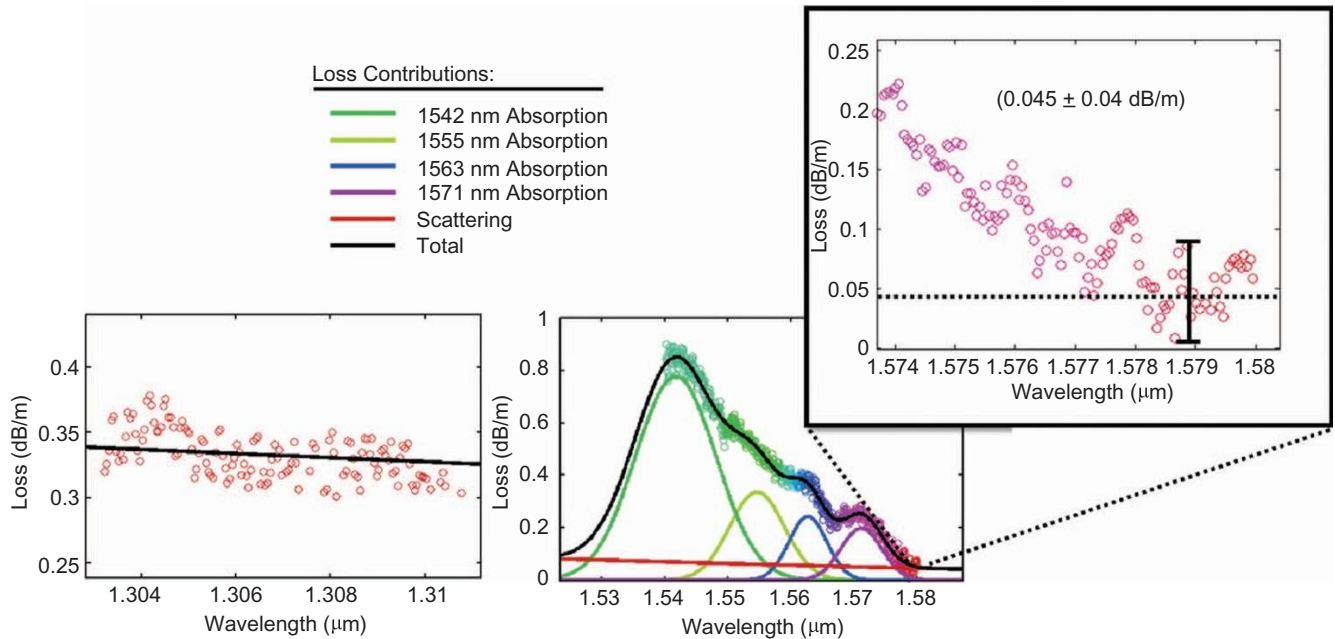 Loss Contributions:
1542 nm Absorption
1555 nm Absorption
1563 nm Absorption
1571 nm Absorption
Scattering
Total
0.25
0.2
0.15
0.1
0.05
0
Loss (dB/m)
(0.045 ± 0.04 dB/m)
1.574 1.575 1.576 1.577 1.578 1.579 1.58
Wavelength (μm)
0.4
0.35
0.3
0.25
Loss (dB/m)
1.304 1.306 1.308 1.31
Wavelength (μm)
1
0.8
0.6
0.4
0.2
0
Loss (dB/m)
1.53 1.54 1.55 1.56 1.57 1.58
Wavelength (μm)